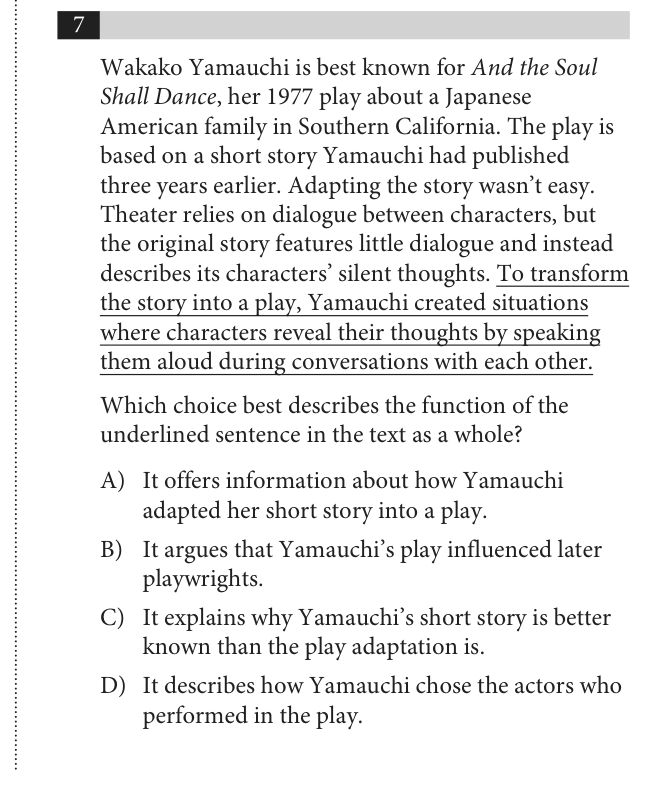 7
Wakako Yamauchi is best known for And the Soul
Shall Dance, her 1977 play about a Japanese
American family in Southern California. The play is
based on a short story Yamauchi had published
three years earlier. Adapting the story wasn’t easy.
Theater relies on dialogue between characters, but
the original story features little dialogue and instead
describes its characters’ silent thoughts. To transform
the story into a play, Yamauchi created situations
where characters reveal their thoughts by speaking
them aloud during conversations with each other.
Which choice best describes the function of the
underlined sentence in the text as a whole?
A) It offers information about how Yamauchi
adapted her short story into a play.
B) It argues that Yamauchi’s play influenced later
playwrights.
C) It explains why Yamauchi’s short story is better
known than the play adaptation is.
D) It describes how Yamauchi chose the actors who
performed in the play.